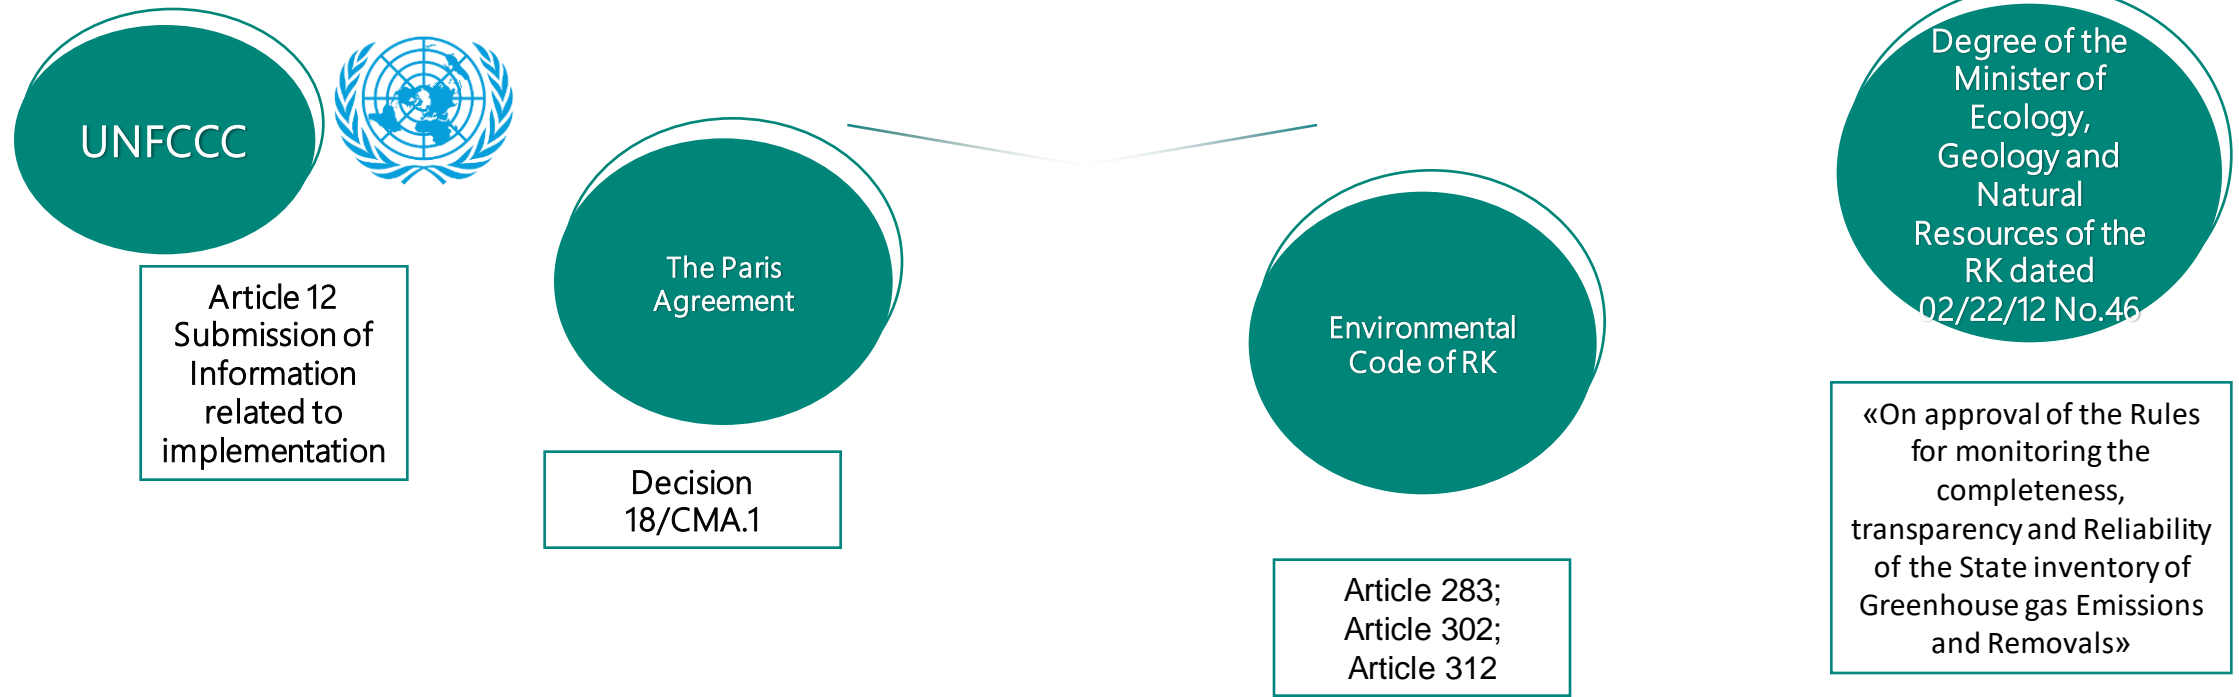 UNFCCC
Article 12
Submission of
Information
related to
implementation
The Paris
Agreement
Decision
18/CMA.1
Environmental
Code of RK
Article 283;
Article 302;
Article 312
Degree of the
Minister of
Ecology,
Geology and
Natural
Resources of the
RK dated
02/22/12 No.46
«On approval of the Rules
for monitoring the
completeness,
transparency and Reliability
of the State inventory of
Greenhouse gas Emissions
and Removals»